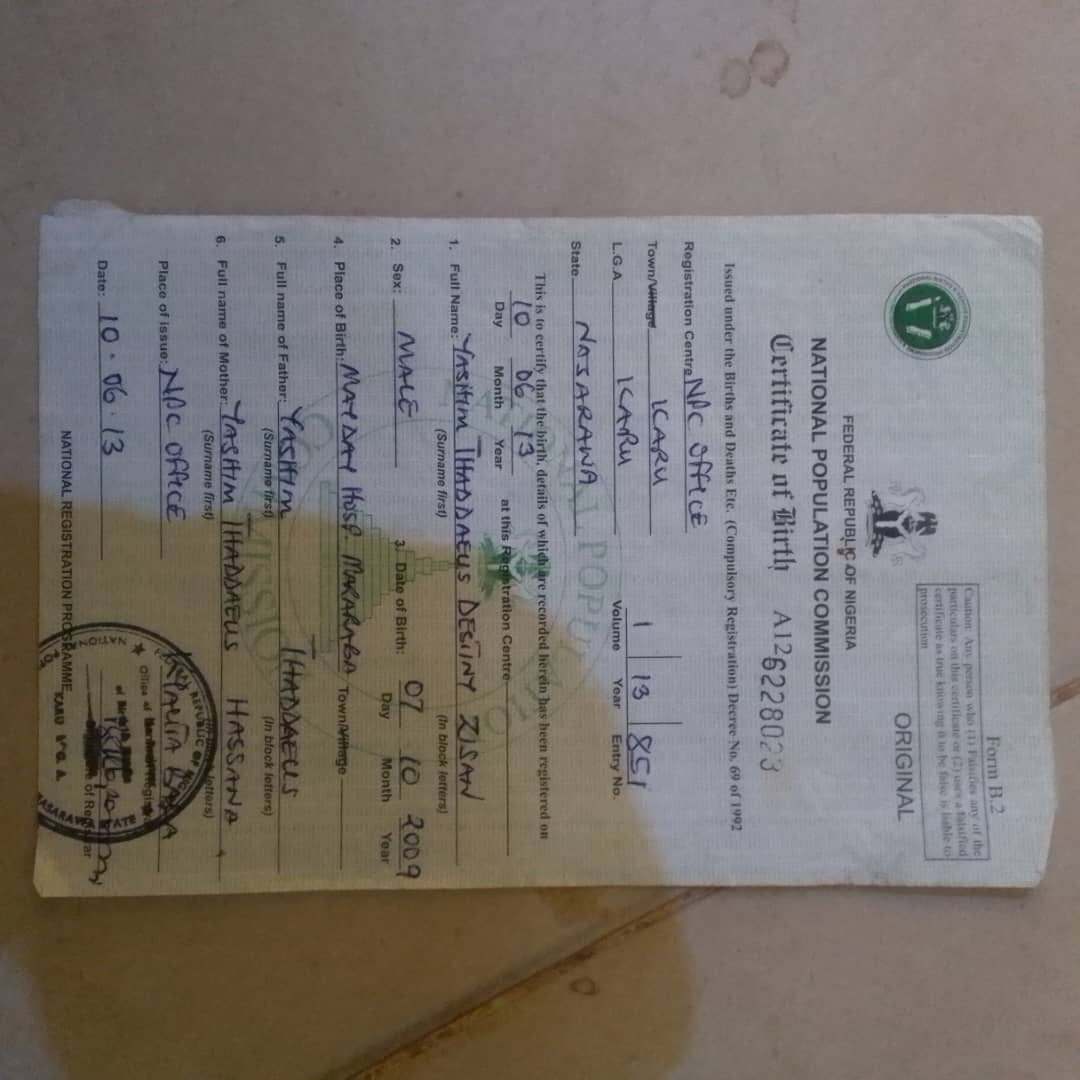 Form B.2
Caution: Any person who (1) Falsifies any of the
particulars on this certificate or (2) uses a falsified
certificate as true knowing it to be false is liable to
prosecution
ORIGINAL
FEDERAL REPUBLIC OF NIGERIA
NATIONAL POPULATION COMMISSION
Certificate of Birth A126228023
Issued under the Births and Deaths Etc. (Compulsory Registration) Decree No. 69 of 1992
Registration Centre NPC OFFICE
Town/Village KARU
L.G.A KARU
State NASARAWA
1 13 851
Volume Year Entry No.
This is to certify that the birth, details of which are recorded herein has been registered on
10 06 13 at this Registration Centre
Day Month Year
1. Full Name: YASHIM THADDAEUS DESTINY ZISAN
(Surname first) (In block letters)
2. Sex: MALE 3. Date of Birth: 07 10 2009
Day Month Year
4. Place of Birth: MAYDAY HOSP. MARARABA Town/Village
5. Full name of Father: YASHIM THADDAEUS
(Surname first) (In block letters)
6. Full name of Mother: YASHIM THADDAEUS HASSANA
(Surname first) letters)
Place of issue: NPC OFFICE
Date: 10.06.13
NATIONAL REGISTRATION PROGRAMME
NATIONAL POPULATION COMMISSION